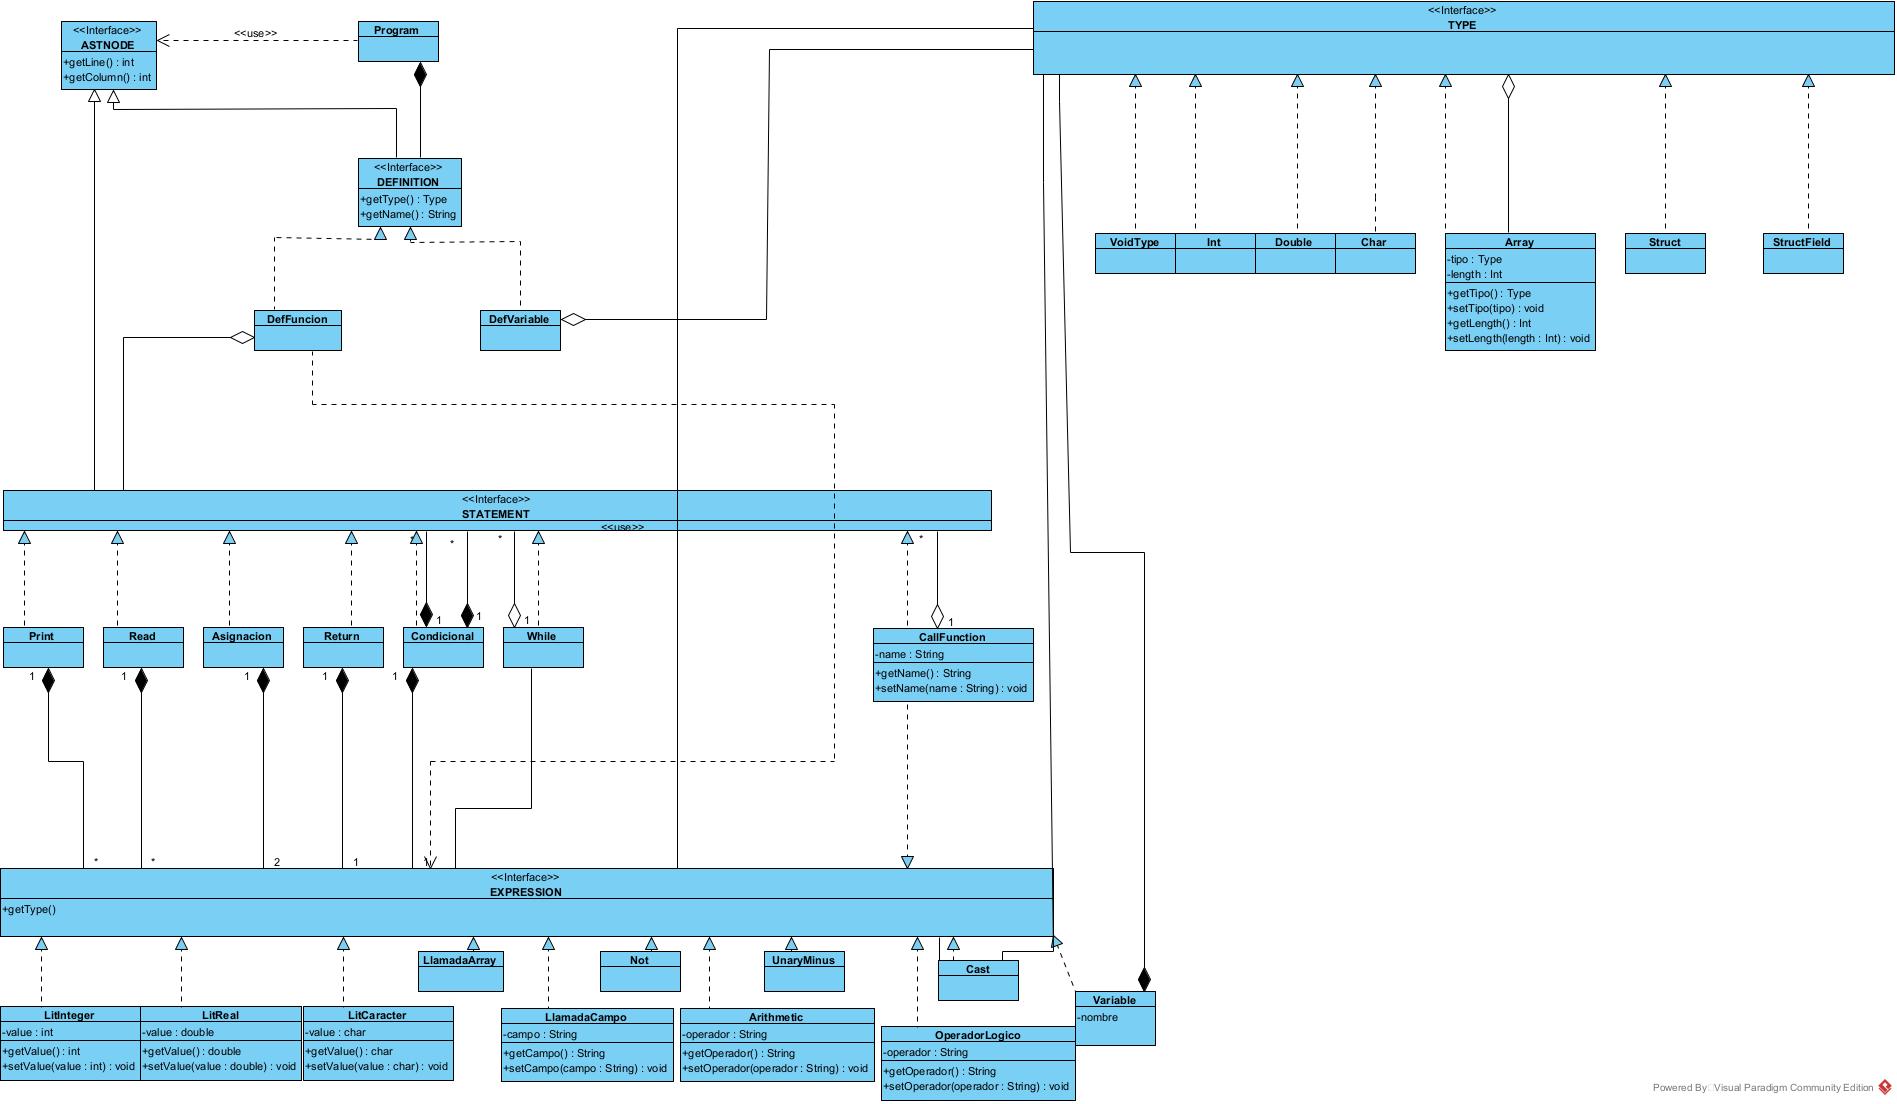 <<Interface>>
TYPE
<<Interface>>
ASTNODE
+getLine() : int
+getColumn() : int
<<use>>
Program
<<Interface>>
DEFINITION
+getType() : Type
+getName() : String
VoidType
Int
Double
Char
Array
-tipo : Type
-length : Int
+getTipo() : Type
+setTipo(tipo) : void
+getLength() : Int
+setLength(length : Int) : void
Struct
StructField
DefFuncion
DefVariable
<<Interface>>
STATEMENT
<<use>>
*
*
*
*
1
1
1
1
Print
Read
Asignacion
Return
Condicional
While
CallFunction
-name : String
+getName() : String
+setName(name : String) : void
1
1
1
1
1
*
*
2
1
1
<<Interface>>
EXPRESSION
+getType()
LlamadaArray
Not
UnaryMinus
Cast
Variable
-nombre
LitInteger
-value : int
+getValue() : int
+setValue(value : int) : void
LitReal
-value : double
+getValue() : double
+setValue(value : double) : void
LitCaracter
-value : char
+getValue() : char
+setValue(value : char) : void
LlamadaCampo
-campo : String
+getCampo() : String
+setCampo(campo : String) : void
Arithmetic
-operador : String
+getOperador() : String
+setOperador(operador : String) : void
OperadorLogico
-operador : String
+getOperador() : String
+setOperador(operador : String) : void
Powered By Visual Paradigm Community Edition